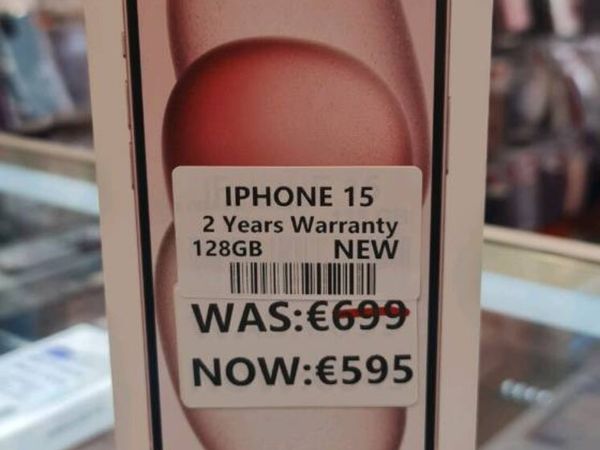 IPHONE 15
2 Years Warranty
128GB NEW
WAS:€699
NOW:€595